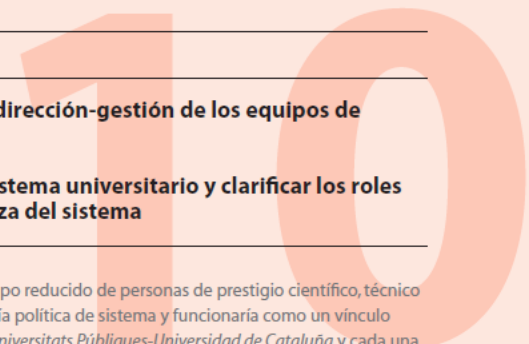 10
dirección-gestión de los equipos de
stema universitario y clarificar los roles
za del sistema
po reducido de personas de prestigio científico, técnico
ía política de sistema y funcionaría como un vínculo
niversitats Públiques-Universidad de Cataluña y cada una